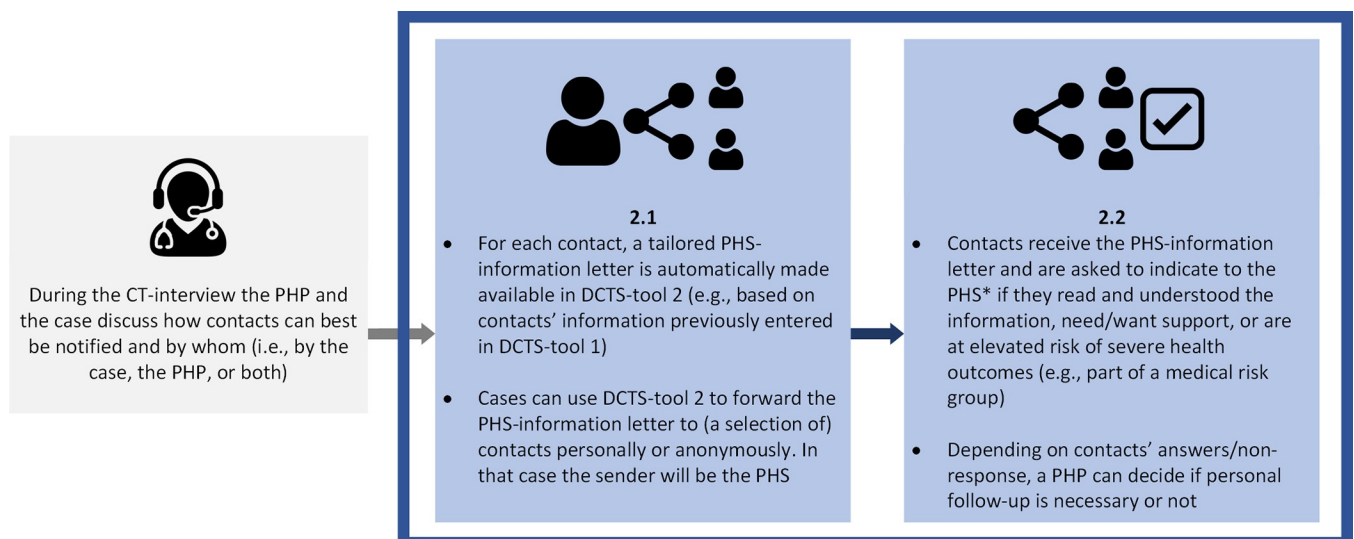 During the CT-interview the PHP and
the case discuss how contacts can best
be notified and by whom (i.e., by the
case, the PHP, or both)
2.1
• For each contact, a tailored PHS-
information letter is automatically made
available in DCTS-tool 2 (e.g., based on
contacts’ information previously entered
in DCTS-tool 1)
• Cases can use DCTS-tool 2 to forward the
PHS-information letter to (a selection of)
contacts personally or anonymously. In
that case the sender will be the PHS
2.2
• Contacts receive the PHS-information
letter and are asked to indicate to the
PHS* if they read and understood the
information, need/want support, or are
at elevated risk of severe health
outcomes (e.g., part of a medical risk
group)
• Depending on contacts’ answers/non-
response, a PHP can decide if personal
follow-up is necessary or not